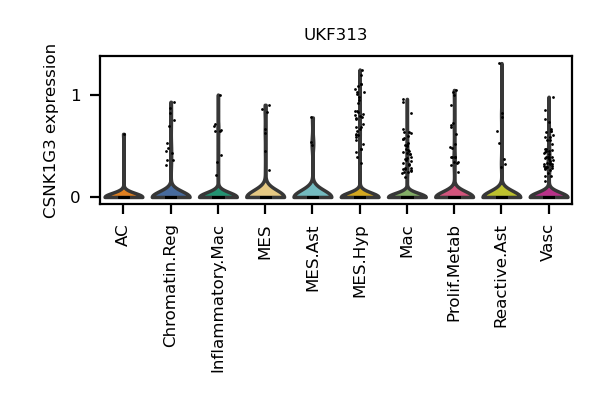 UKF313
CSNK1G3 expression
1
0
AC
Chromatin.Reg
Inflammatory.Mac
MES
MES.Ast
MES.Hyp
Mac
Prolif.Metab
Reactive.Ast
Vasc